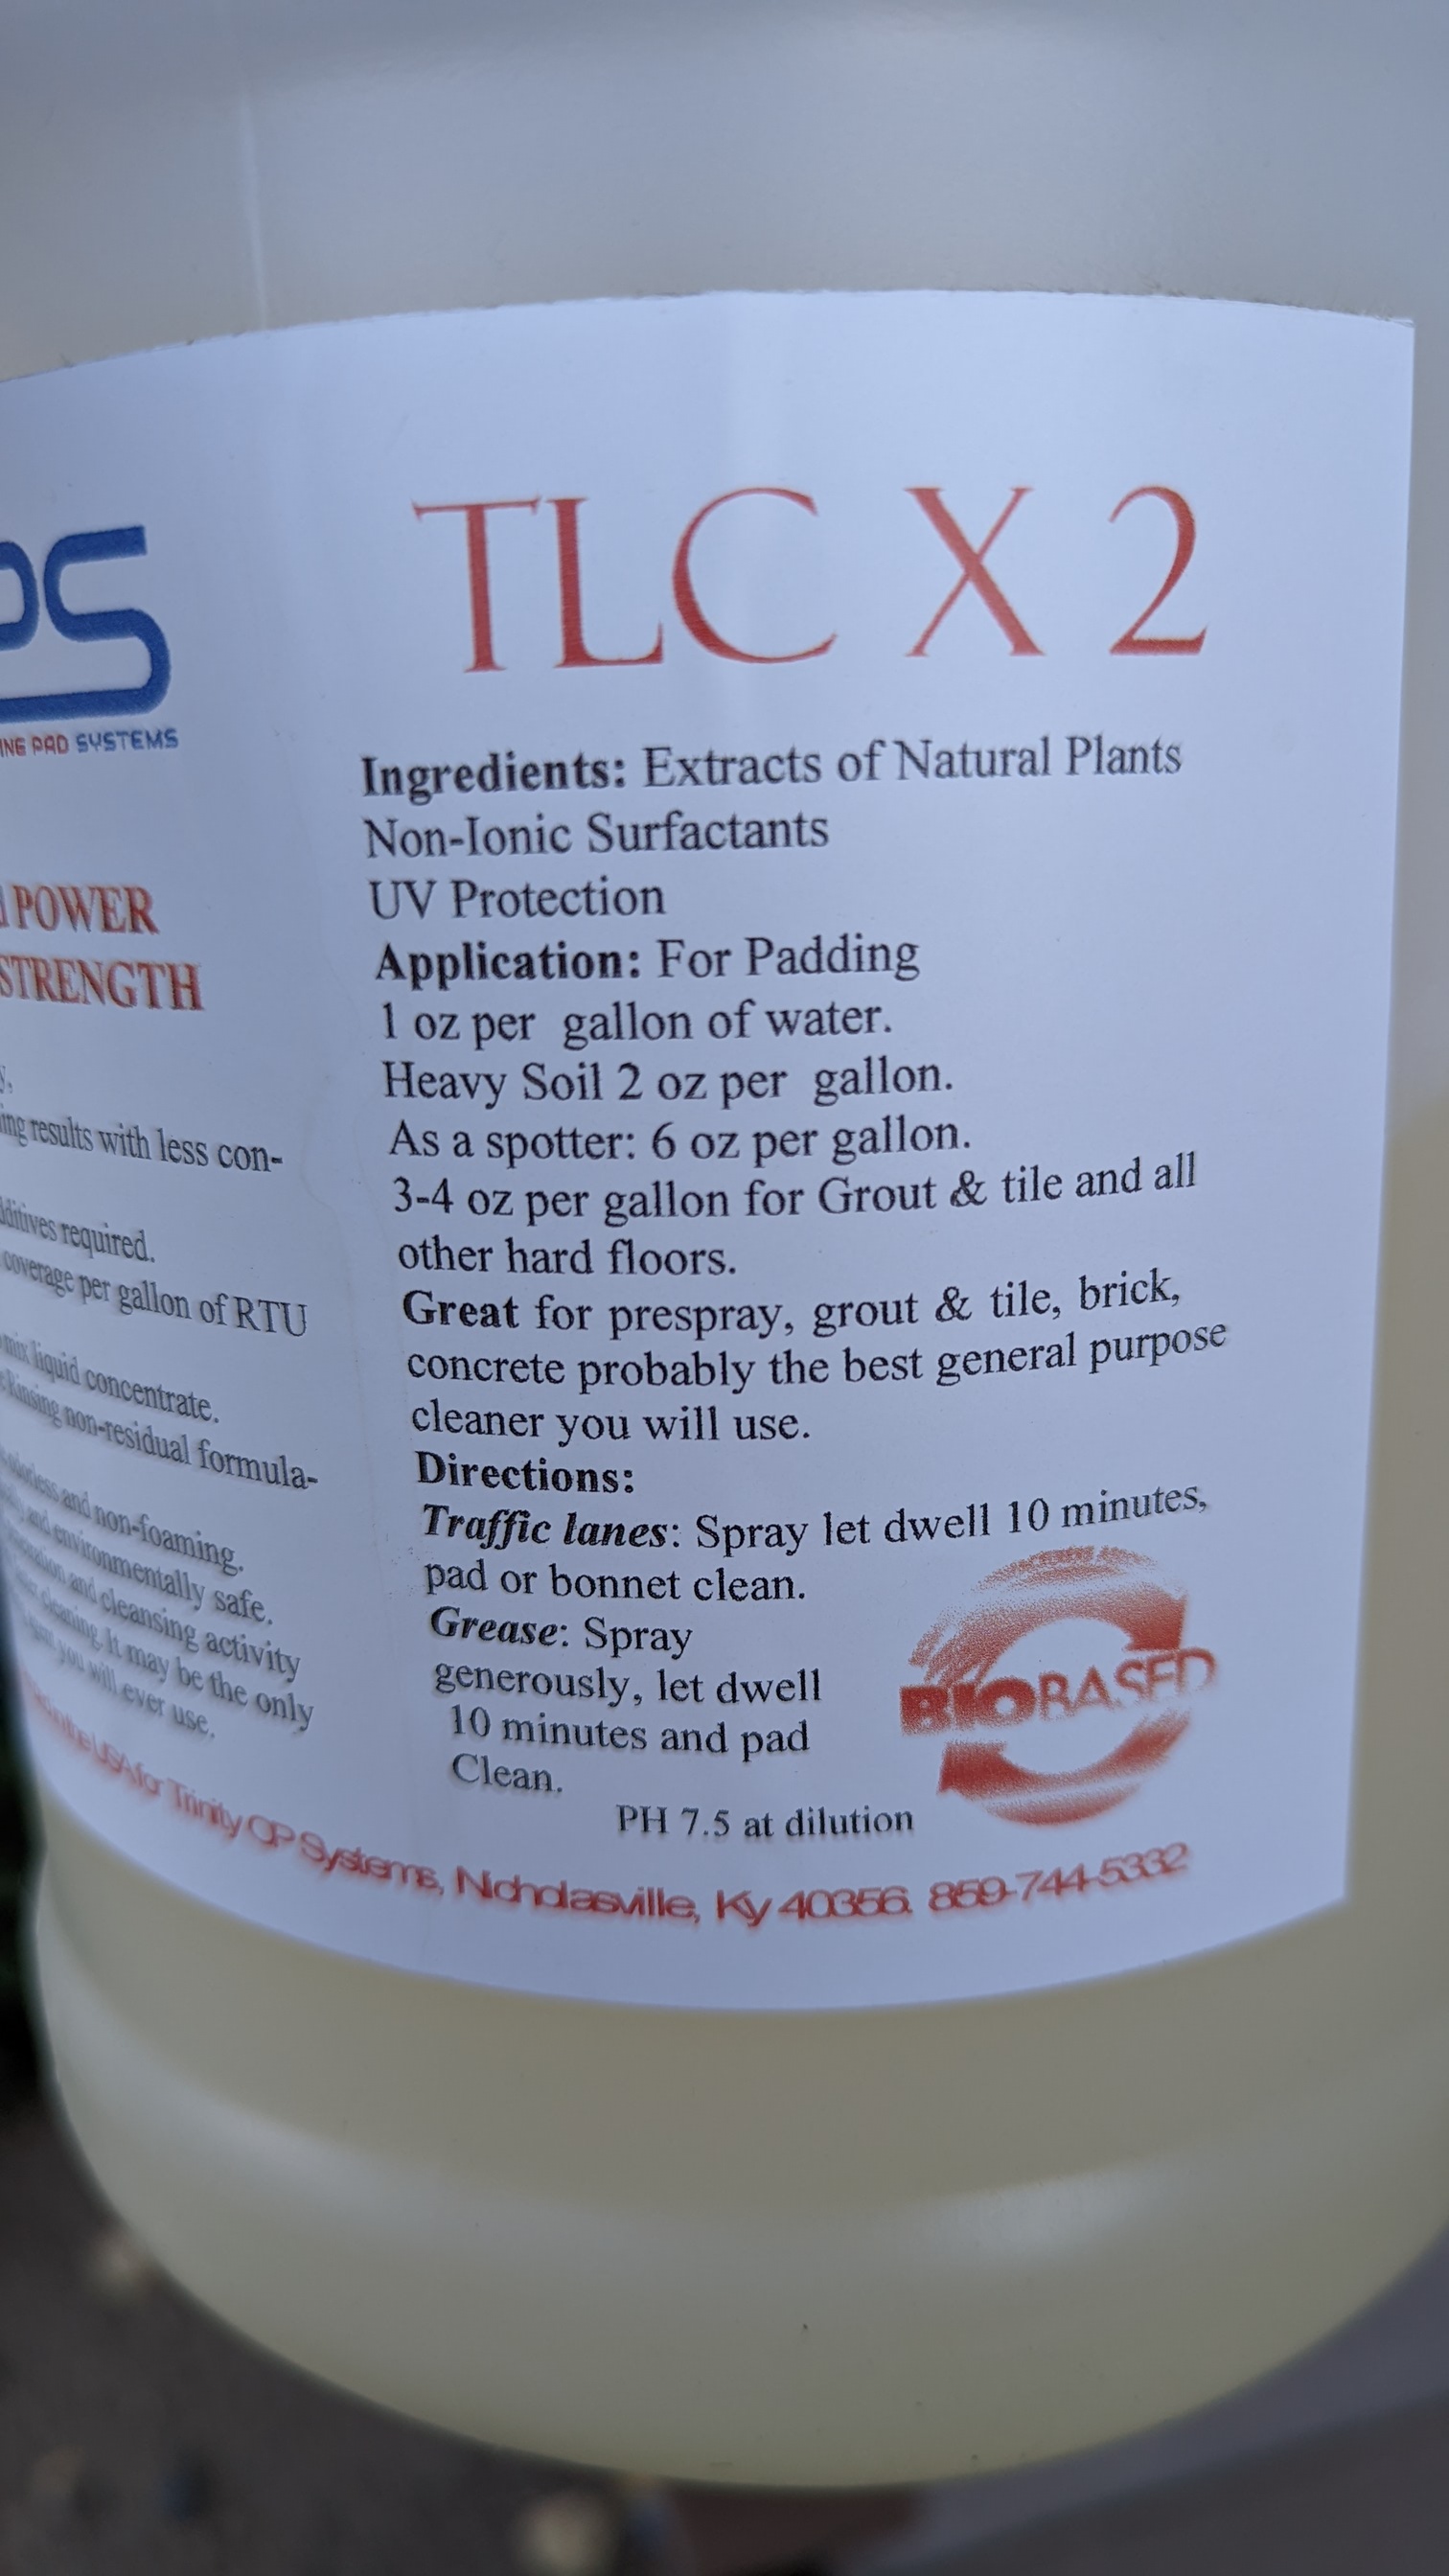 PS
PAD SYSTEMS
POWER
STRENGTH
results with less con-
required.
coverage per gallon of RTU
mix liquid concentrate.
Rinsing non-residual formula-
and non-foaming.
and environmentally safe.
and cleansing activity
cleaning. It may be the only
you will ever use.
TLC X 2
Ingredients: Extracts of Natural Plants
Non-Ionic Surfactants
UV Protection
Application: For Padding
1 oz per gallon of water.
Heavy Soil 2 oz per gallon.
As a spotter: 6 oz per gallon.
3-4 oz per gallon for Grout & tile and all
other hard floors.
Great for prespray, grout & tile, brick,
concrete probably the best general purpose
cleaner you will use.
Directions:
Traffic lanes: Spray let dwell 10 minutes,
pad or bonnet clean.
Grease: Spray
generously, let dwell
10 minutes and pad
Clean.
BIOBASED
PH 7.5 at dilution
USA for Trinity CP Systems, Nicholasville, Ky 40356. 859-744-5332